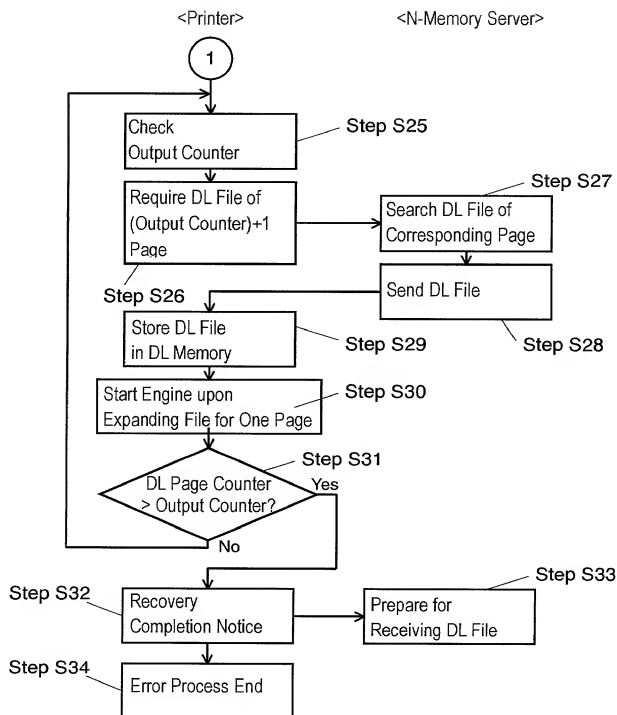 <Printer>
<N-Memory Server>
1
Check
Output Counter
Step S25
Require DL File of
(Output Counter)+1
Page
Step S26
Step S27
Search DL File of
Corresponding Page
Send DL File
Step S28
Store DL File
in DL Memory
Step S29
Start Engine upon
Expanding File for One Page
Step S30
DL Page Counter
> Output Counter?
Step S31
Yes
No
Step S32
Recovery
Completion Notice
Step S33
Prepare for
Receiving DL File
Step S34
Error Process End